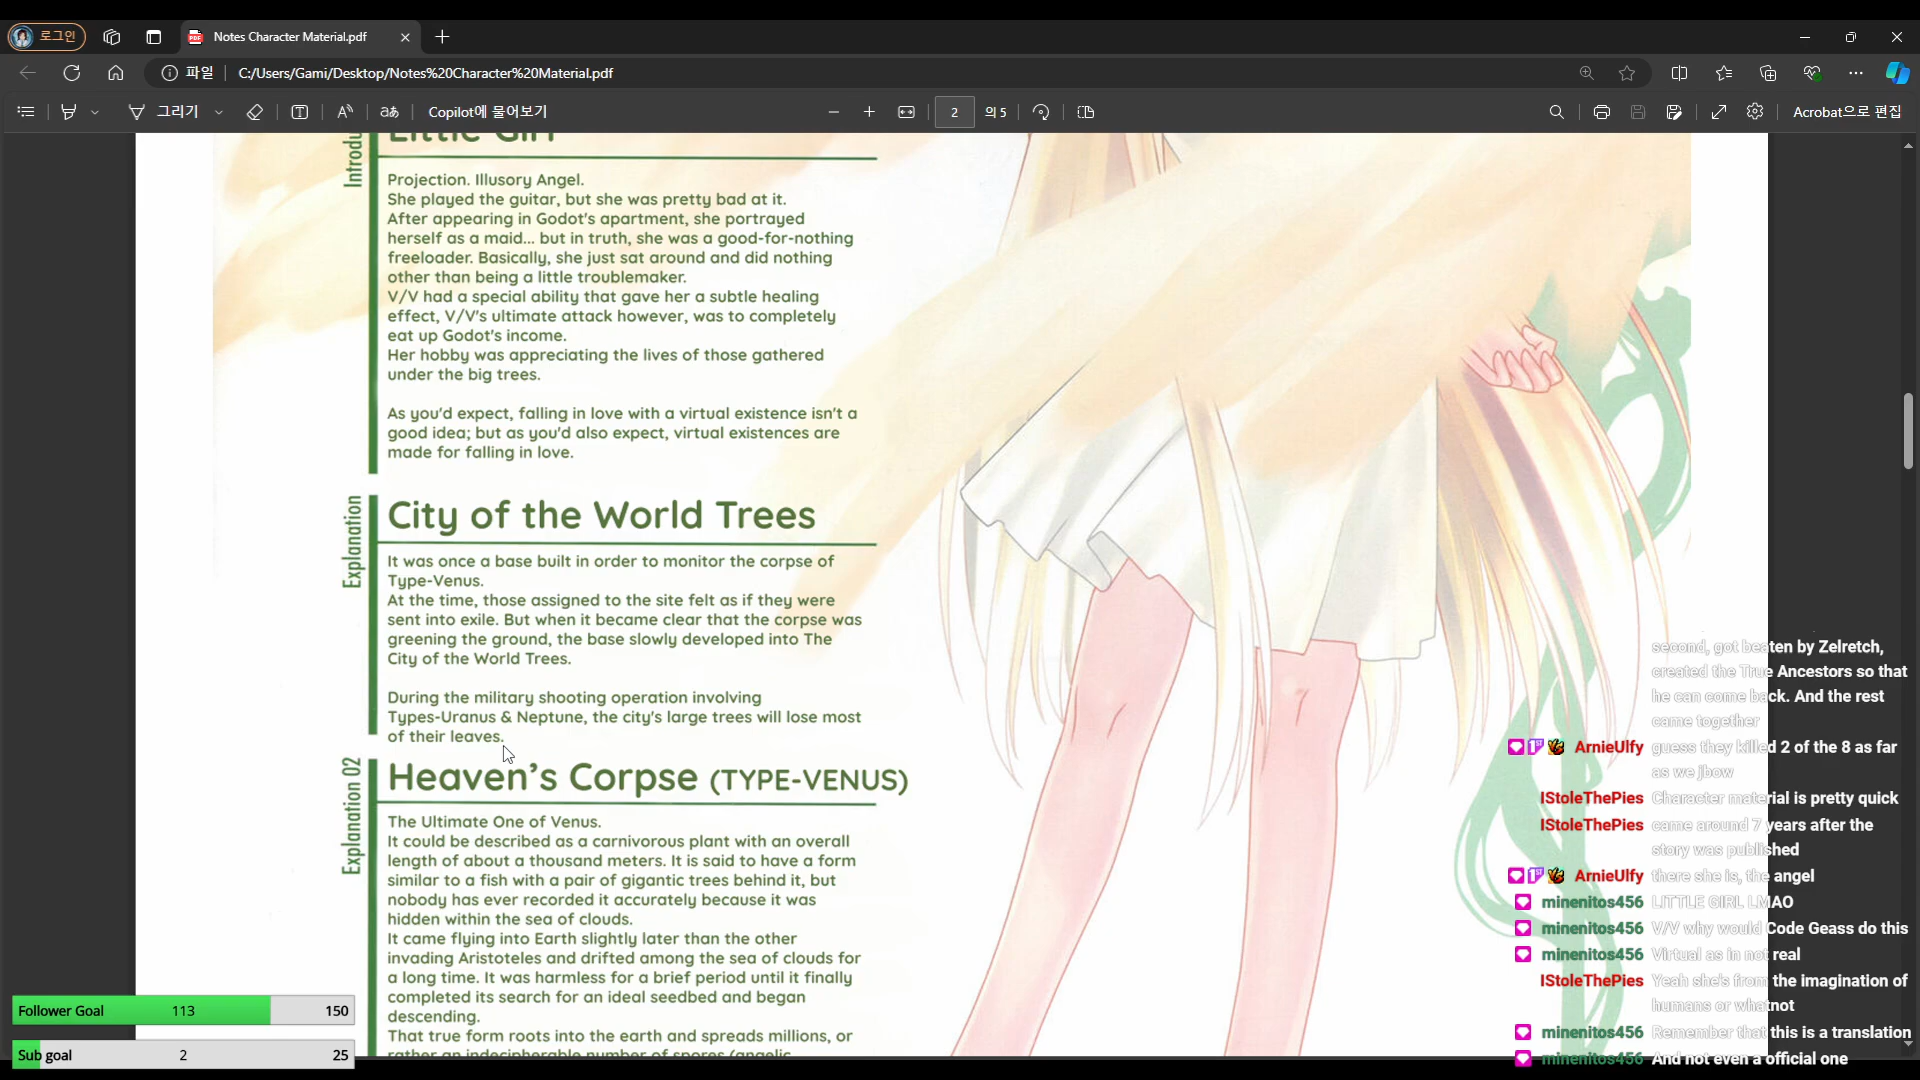 로그인
Notes Character Material.pdf
파일
C:/Users/Gami/Desktop/Notes%20Character%20Material.pdf
그리기
aあ
Copilot에 물어보기
2
의 5
Acrobat으로 편집
Little Girl
Projection. Illusory Angel.
She played the guitar, but she was pretty bad at it.
After appearing in Godot's apartment, she portrayed
herself as a maid... but in truth, she was a good-for-nothing
freeloader. Basically, she just sat around and did nothing
other than being a little troublemaker.
V/V had a special ability that gave her a subtle healing
effect, V/V's ultimate attack however, was to completely
eat up Godot's income.
Her hobby was appreciating the lives of those gathered
under the big trees.
As you'd expect, falling in love with a virtual existence isn't a
good idea; but as you'd also expect, virtual existences are
made for falling in love.
Explanation
City of the World Trees
It was once a base built in order to monitor the corpse of
Type-Venus.
At the time, those assigned to the site felt as if they were
sent into exile. But when it became clear that the corpse was
greening the ground, the base slowly developed into The
City of the World Trees.
During the military shooting operation involving
Types-Uranus & Neptune, the city's large trees will lose most
of their leaves.
Explanation 02
Heaven's Corpse (TYPE-VENUS)
The Ultimate One of Venus.
It could be described as a carnivorous plant with an overall
length of about a thousand meters. It is said to have a form
similar to a fish with a pair of gigantic trees behind it, but
nobody has ever recorded it accurately because it was
hidden within the sea of clouds.
It came flying into Earth slightly later than the other
invading Aristoteles and drifted among the sea of clouds for
a long time. It was harmless for a brief period until it finally
completed its search for an ideal seedbed and began
descending.
That true form roots into the earth and spreads millions, or
rather an indecipherable number of spores (angelic
second, got beaten by Zelretch,
created the True Ancestors so that
he can come back. And the rest
came together
ArnieUlfy guess they killed 2 of the 8 as far
as we jbow
IStoleThePies Character material is pretty quick
IStoleThePies came around 7 years after the
story was published
ArnieUlfy there she is, the angel
minenitos456 LITTLE GIRL LMAO
minenitos456 V/V why would Code Geass do this
minenitos456 Virtual as in not real
IStoleThePies Yeah she's from the imagination of
humans or whatnot
minenitos456 Remember that this is a translation
minenitos456 And not even a official one
Follower Goal 113 150
Sub goal 2 25